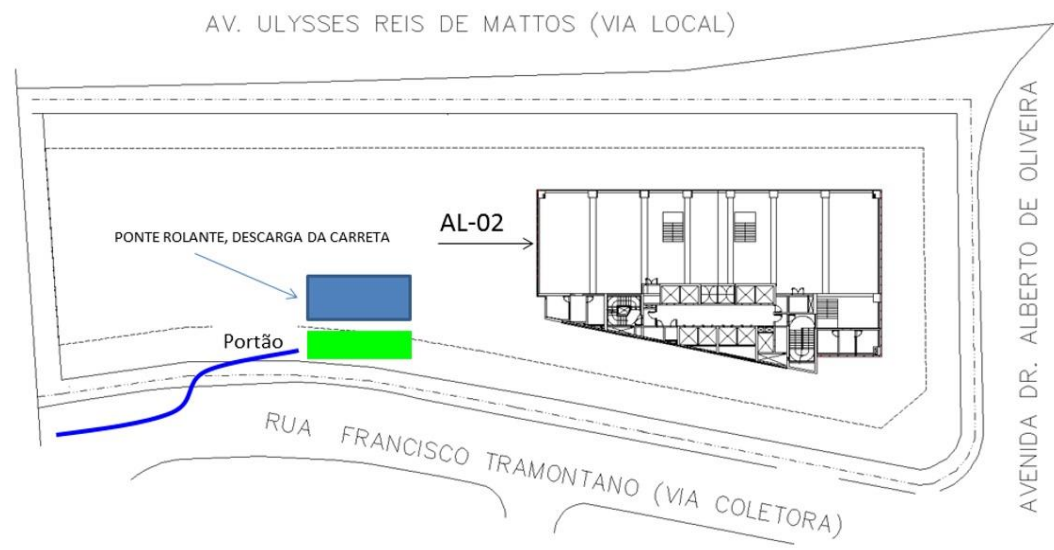 AV. ULYSSES REIS DE MATTOS (VIA LOCAL)
AVENIDA DR. ALBERTO DE OLIVEIRA
AL-02
PONTE ROLANTE, DESCARGA DA CARRETA
Portão
RUA FRANCISCO TRAMONTANO (VIA COLETORA)